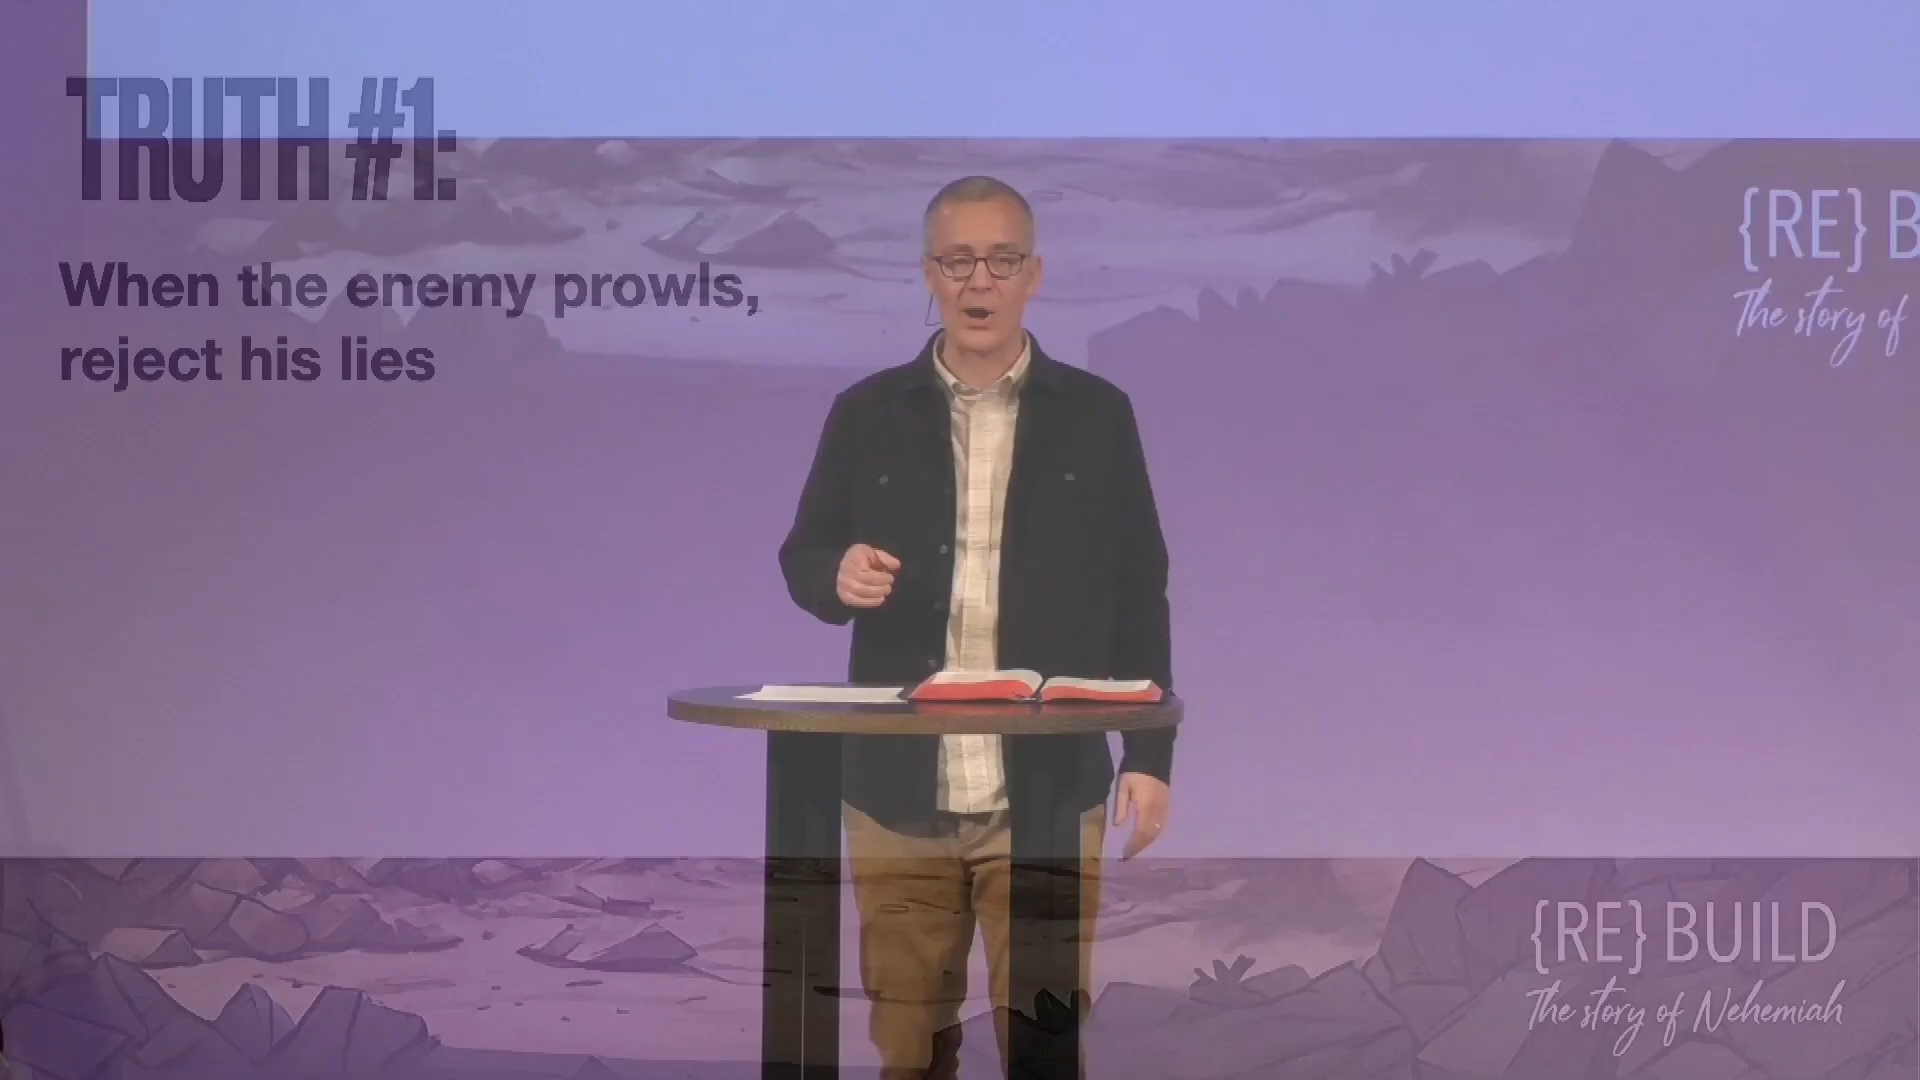 TRUTH #1:
When the enemy prowls,
reject his lies
{RE} B
The story of
{RE} BUILD
The story of Nehemiah